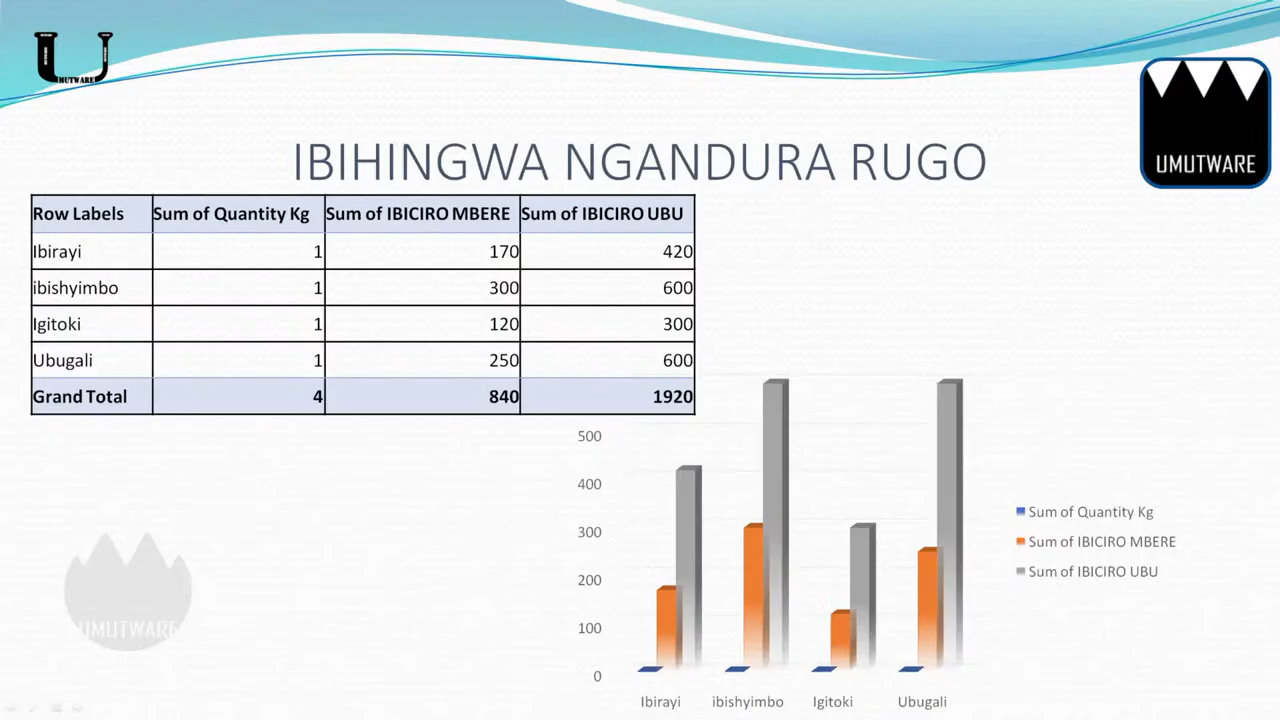 UMUTWARE
UMUTWARE
IBIHINGWA NGANDURA RUGO
Row Labels Sum of Quantity Kg Sum of IBICIRO MBERE Sum of IBICIRO UBU
Ibirayi 1 170 420
ibishyimbo 1 300 600
Igitoki 1 120 300
Ubugali 1 250 600
Grand Total 4 840 1920
500
400
300
200
100
0
Ibirayi ibishyimbo Igitoki Ubugali
Sum of Quantity Kg
Sum of IBICIRO MBERE
Sum of IBICIRO UBU
UMUTWARE